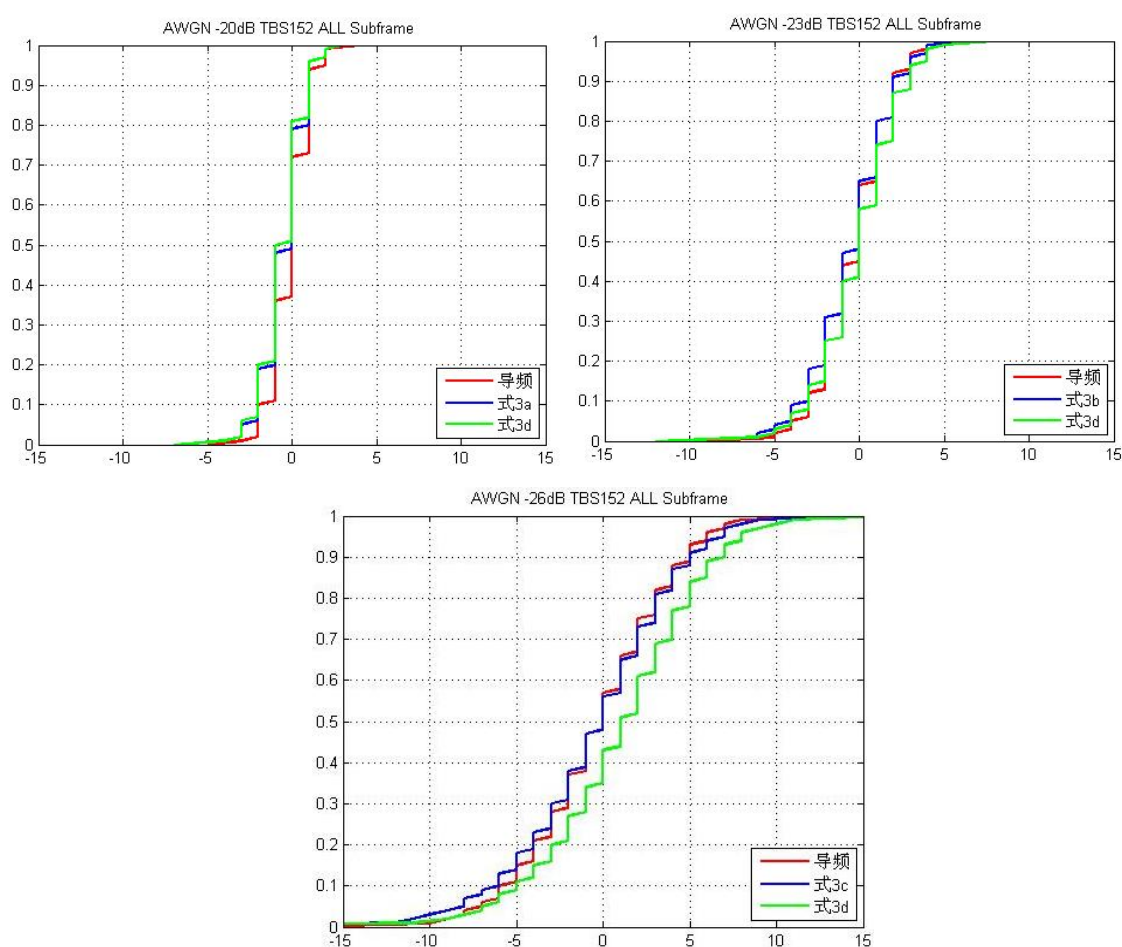 AWGN -20dB TBS152 ALL Subframe
1
0.9
0.8
0.7
0.6
0.5
0.4
0.3
0.2
0.1
0
-15 -10 -5 0 5 10 15
导频
式3a
式3d
AWGN -23dB TBS152 ALL Subframe
1
0.9
0.8
0.7
0.6
0.5
0.4
0.3
0.2
0.1
0
-15 -10 -5 0 5 10 15
导频
式3b
式3d
AWGN -26dB TBS152 ALL Subframe
1
0.9
0.8
0.7
0.6
0.5
0.4
0.3
0.2
0.1
0
-15 -10 -5 0 5 10 15
导频
式3c
式3d